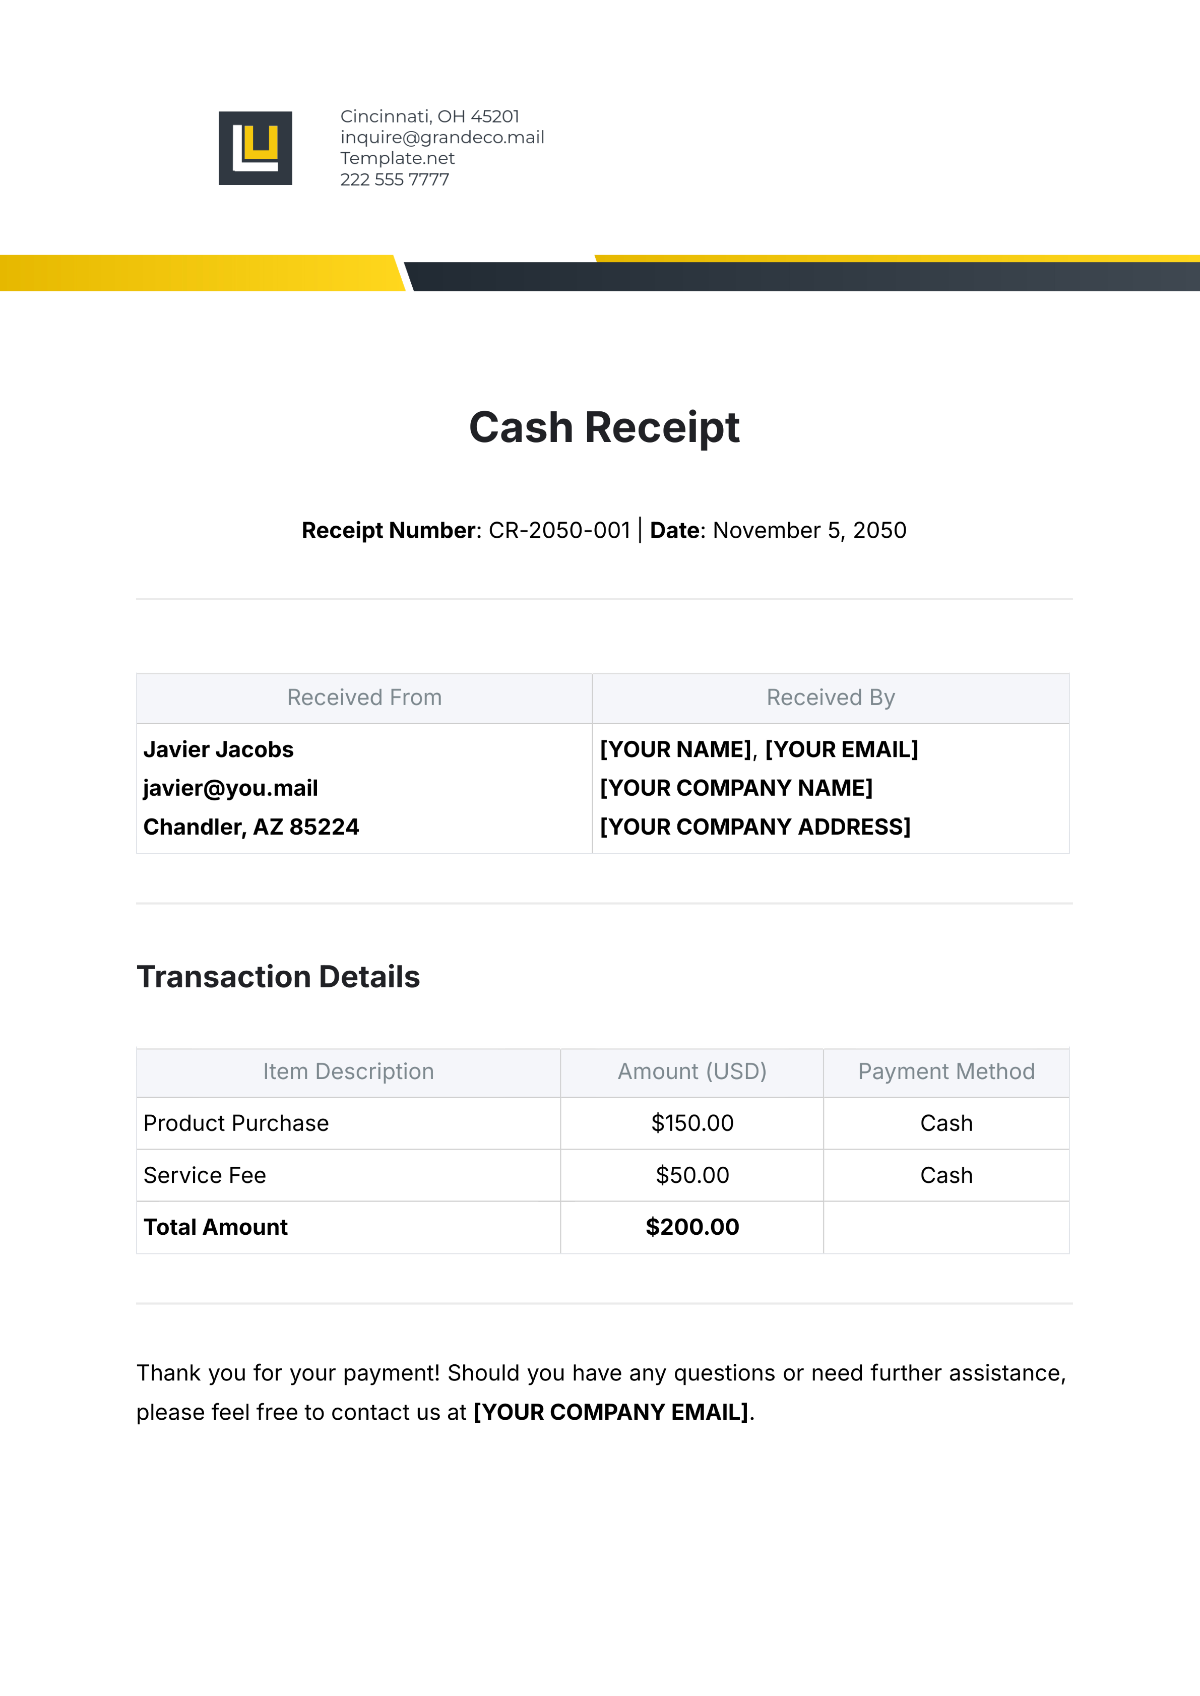 Cincinnati, OH 45201
inquire@grandeco.mail
Template.net
222 555 7777
Cash Receipt
Receipt Number: CR-2050-001 | Date: November 5, 2050
Received From Received By
Javier Jacobs [YOUR NAME], [YOUR EMAIL]
javier@you.mail [YOUR COMPANY NAME]
Chandler, AZ 85224 [YOUR COMPANY ADDRESS]
Transaction Details
Item Description Amount (USD) Payment Method
Product Purchase $150.00 Cash
Service Fee $50.00 Cash
Total Amount $200.00
Thank you for your payment! Should you have any questions or need further assistance,
please feel free to contact us at [YOUR COMPANY EMAIL].